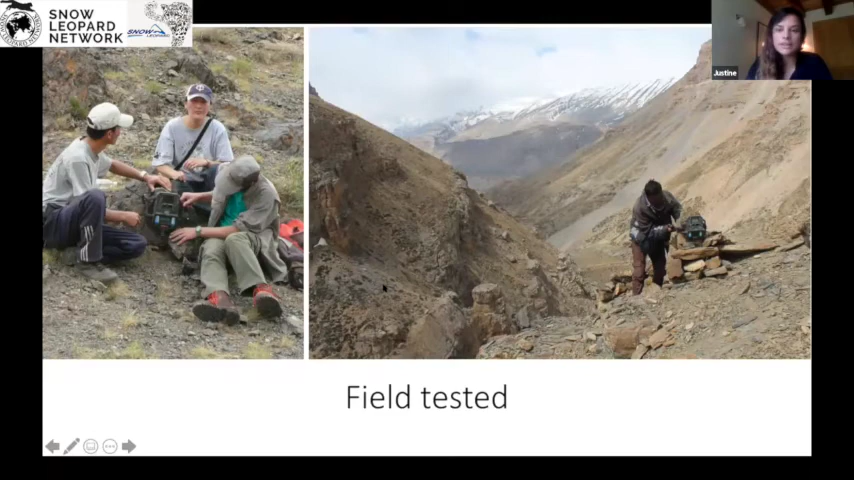 SNOW
LEOPARD
NETWORK
SNOW
LEOPARD
Justine
Field tested